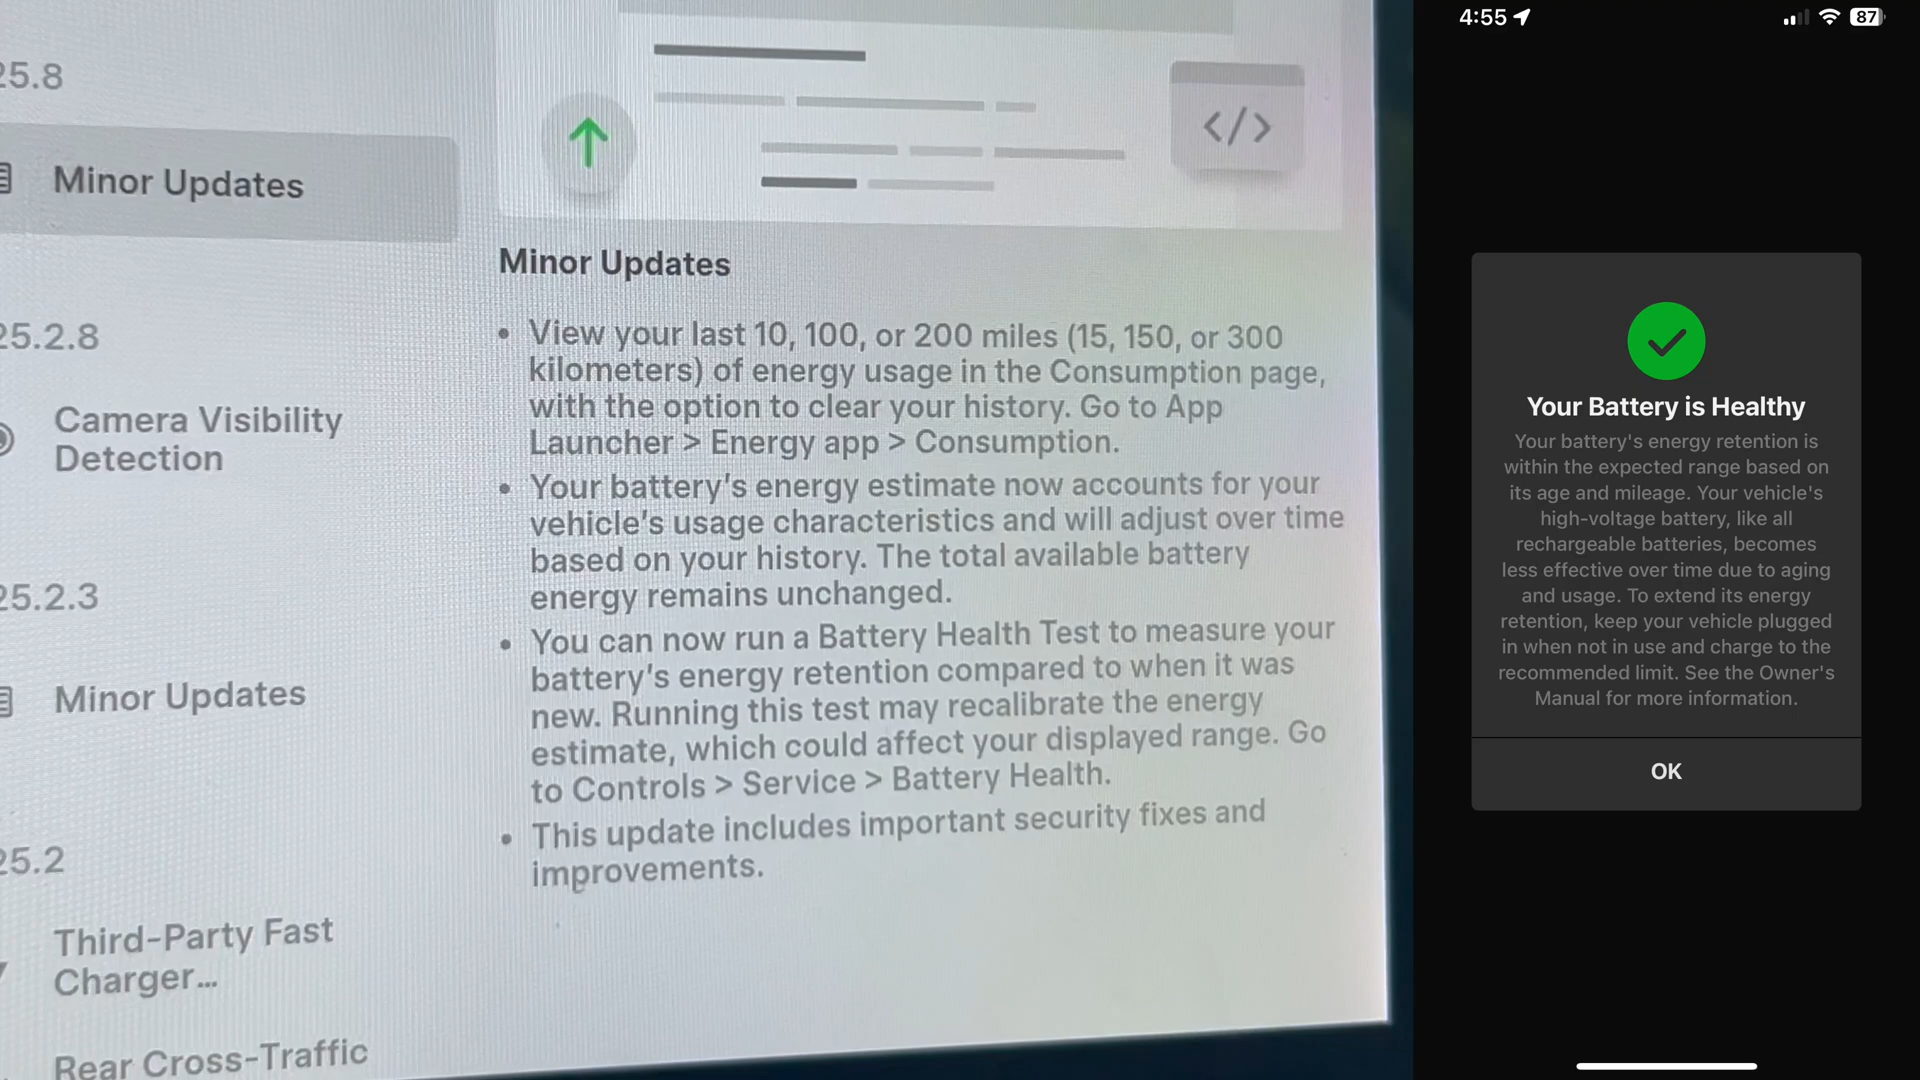 25.8
Minor Updates
25.2.8
Camera Visibility
Detection
25.2.3
Minor Updates
25.2
Third-Party Fast
Charger...
Rear Cross-Traffic
</>
Minor Updates
• View your last 10, 100, or 200 miles (15, 150, or 300
kilometers) of energy usage in the Consumption page,
with the option to clear your history. Go to App
Launcher > Energy app > Consumption.
• Your battery's energy estimate now accounts for your
vehicle's usage characteristics and will adjust over time
based on your history. The total available battery
energy remains unchanged.
• You can now run a Battery Health Test to measure your
battery's energy retention compared to when it was
new. Running this test may recalibrate the energy
estimate, which could affect your displayed range. Go
to Controls > Service > Battery Health.
• This update includes important security fixes and
improvements.
4:55
87
Your Battery is Healthy
Your battery's energy retention is
within the expected range based on
its age and mileage. Your vehicle's
high-voltage battery, like all
rechargeable batteries, becomes
less effective over time due to aging
and usage. To extend its energy
retention, keep your vehicle plugged
in when not in use and charge to the
recommended limit. See the Owner's
Manual for more information.
OK